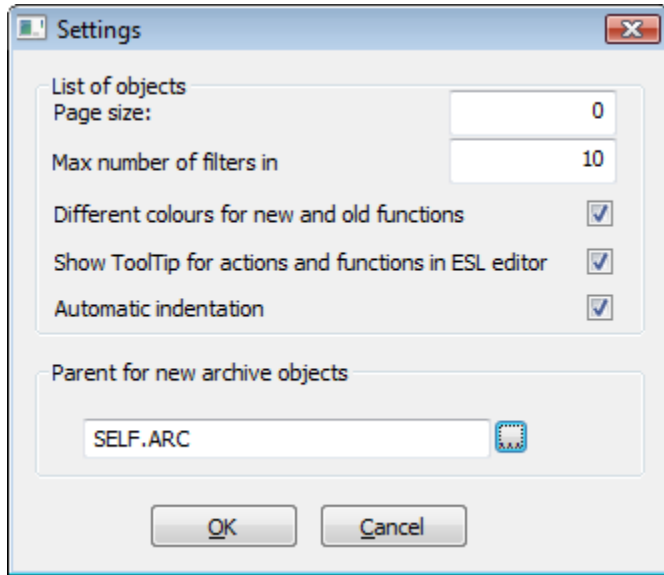 Settings
List of objects
Page size:
0
Max number of filters in
10
Different colours for new and old functions
Show ToolTip for actions and functions in ESL editor
Automatic indentation
Parent for new archive objects
SELF.ARC
...
OK
Cancel